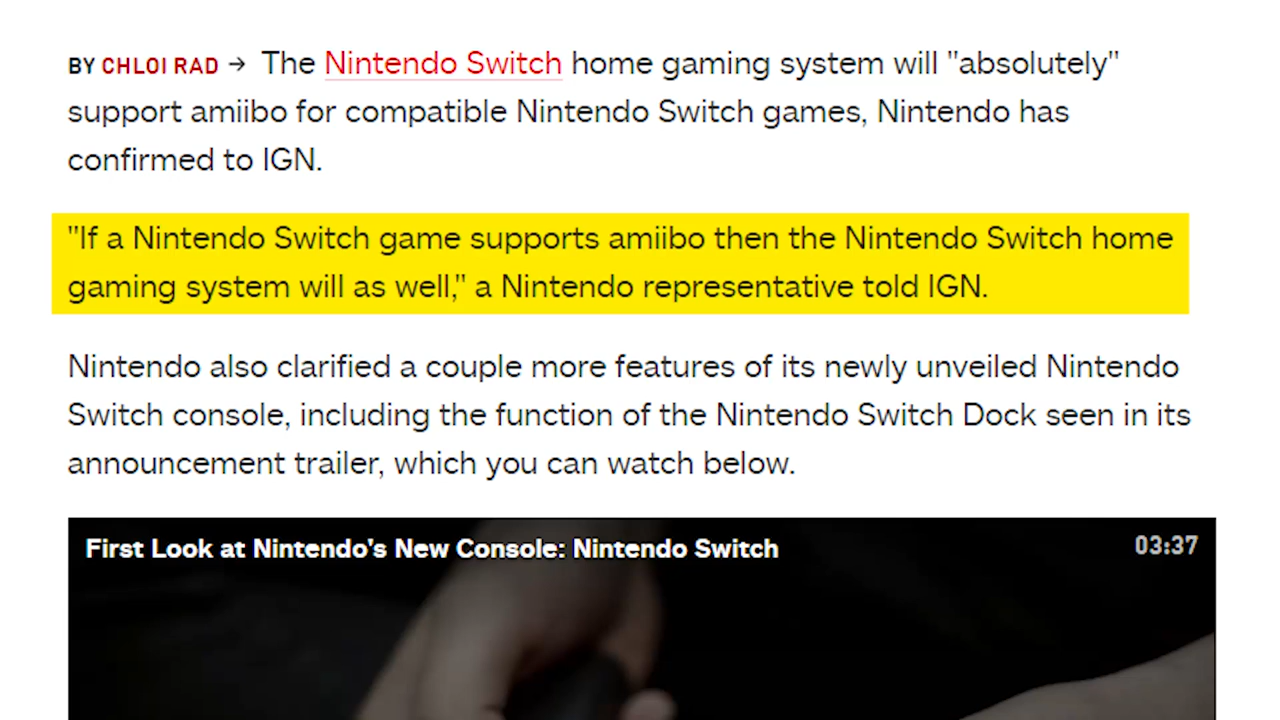 BY CHLOI RAD → The Nintendo Switch home gaming system will "absolutely"
support amiibo for compatible Nintendo Switch games, Nintendo has
confirmed to IGN.
"If a Nintendo Switch game supports amiibo then the Nintendo Switch home
gaming system will as well," a Nintendo representative told IGN.
Nintendo also clarified a couple more features of its newly unveiled Nintendo
Switch console, including the function of the Nintendo Switch Dock seen in its
announcement trailer, which you can watch below.
First Look at Nintendo's New Console: Nintendo Switch 03:37